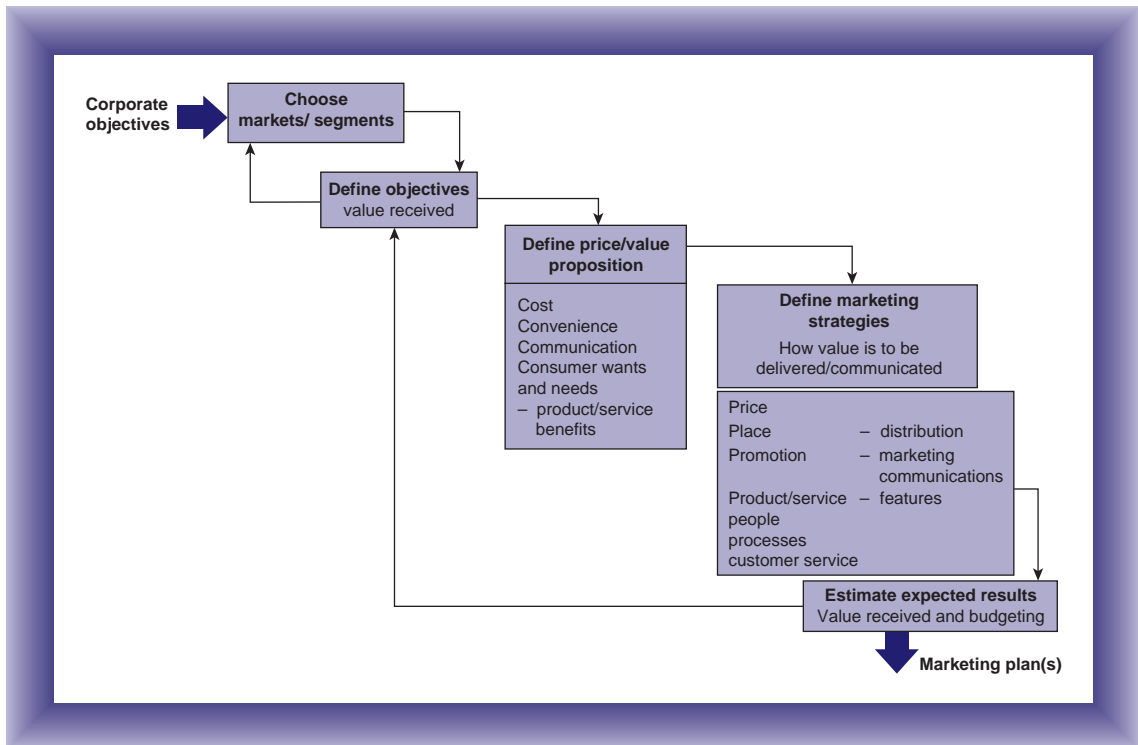 Corporate
objectives
Choose
markets/ segments
Define objectives
value received
Define price/value
proposition
Cost
Convenience
Communication
Consumer wants
and needs
– product/service
benefits
Define marketing
strategies
How value is to be
delivered/communicated
Price
Place – distribution
Promotion – marketing
communications
Product/service – features
people
processes
customer service
Estimate expected results
Value received and budgeting
Marketing plan(s)